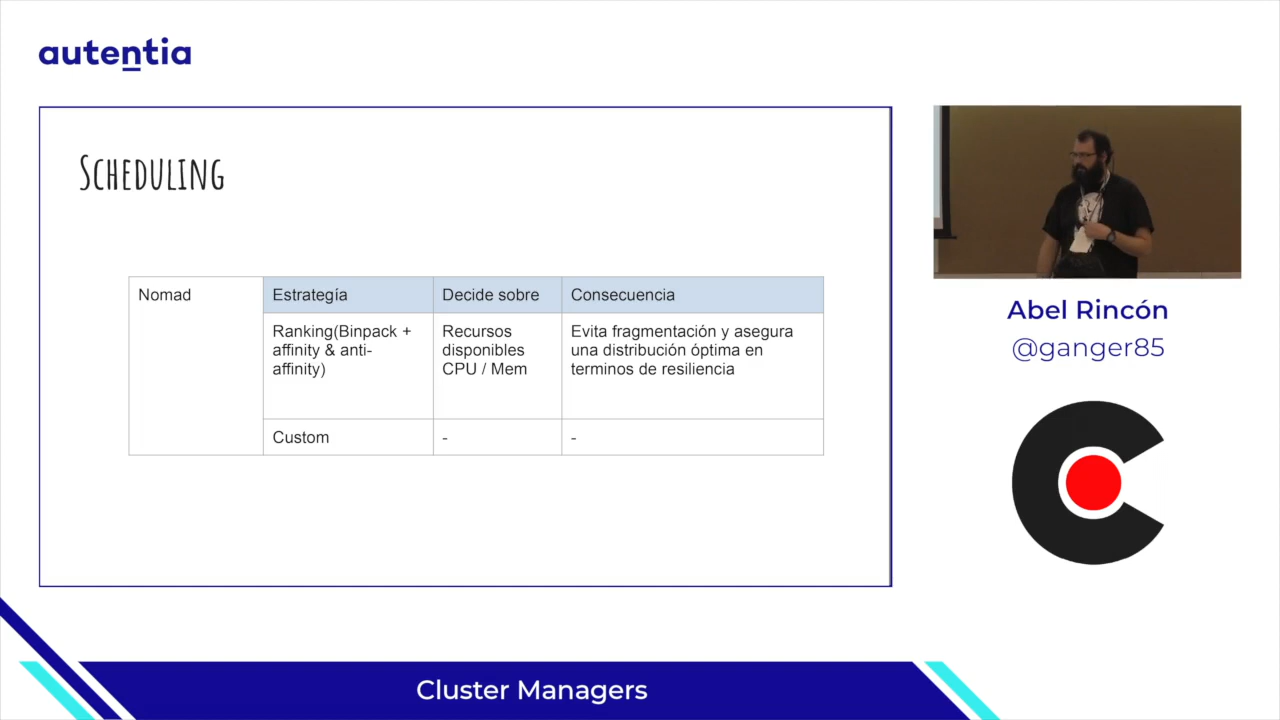 autentia
Scheduling
Nomad
Estrategía
Decide sobre
Consecuencia
Ranking(Binpack +
affinity & anti-
affinity)
Recursos
disponibles
CPU / Mem
Evita fragmentación y asegura
una distribución óptima en
terminos de resiliencia
Custom
-
-
Abel Rincón
@ganger85
Cluster Managers